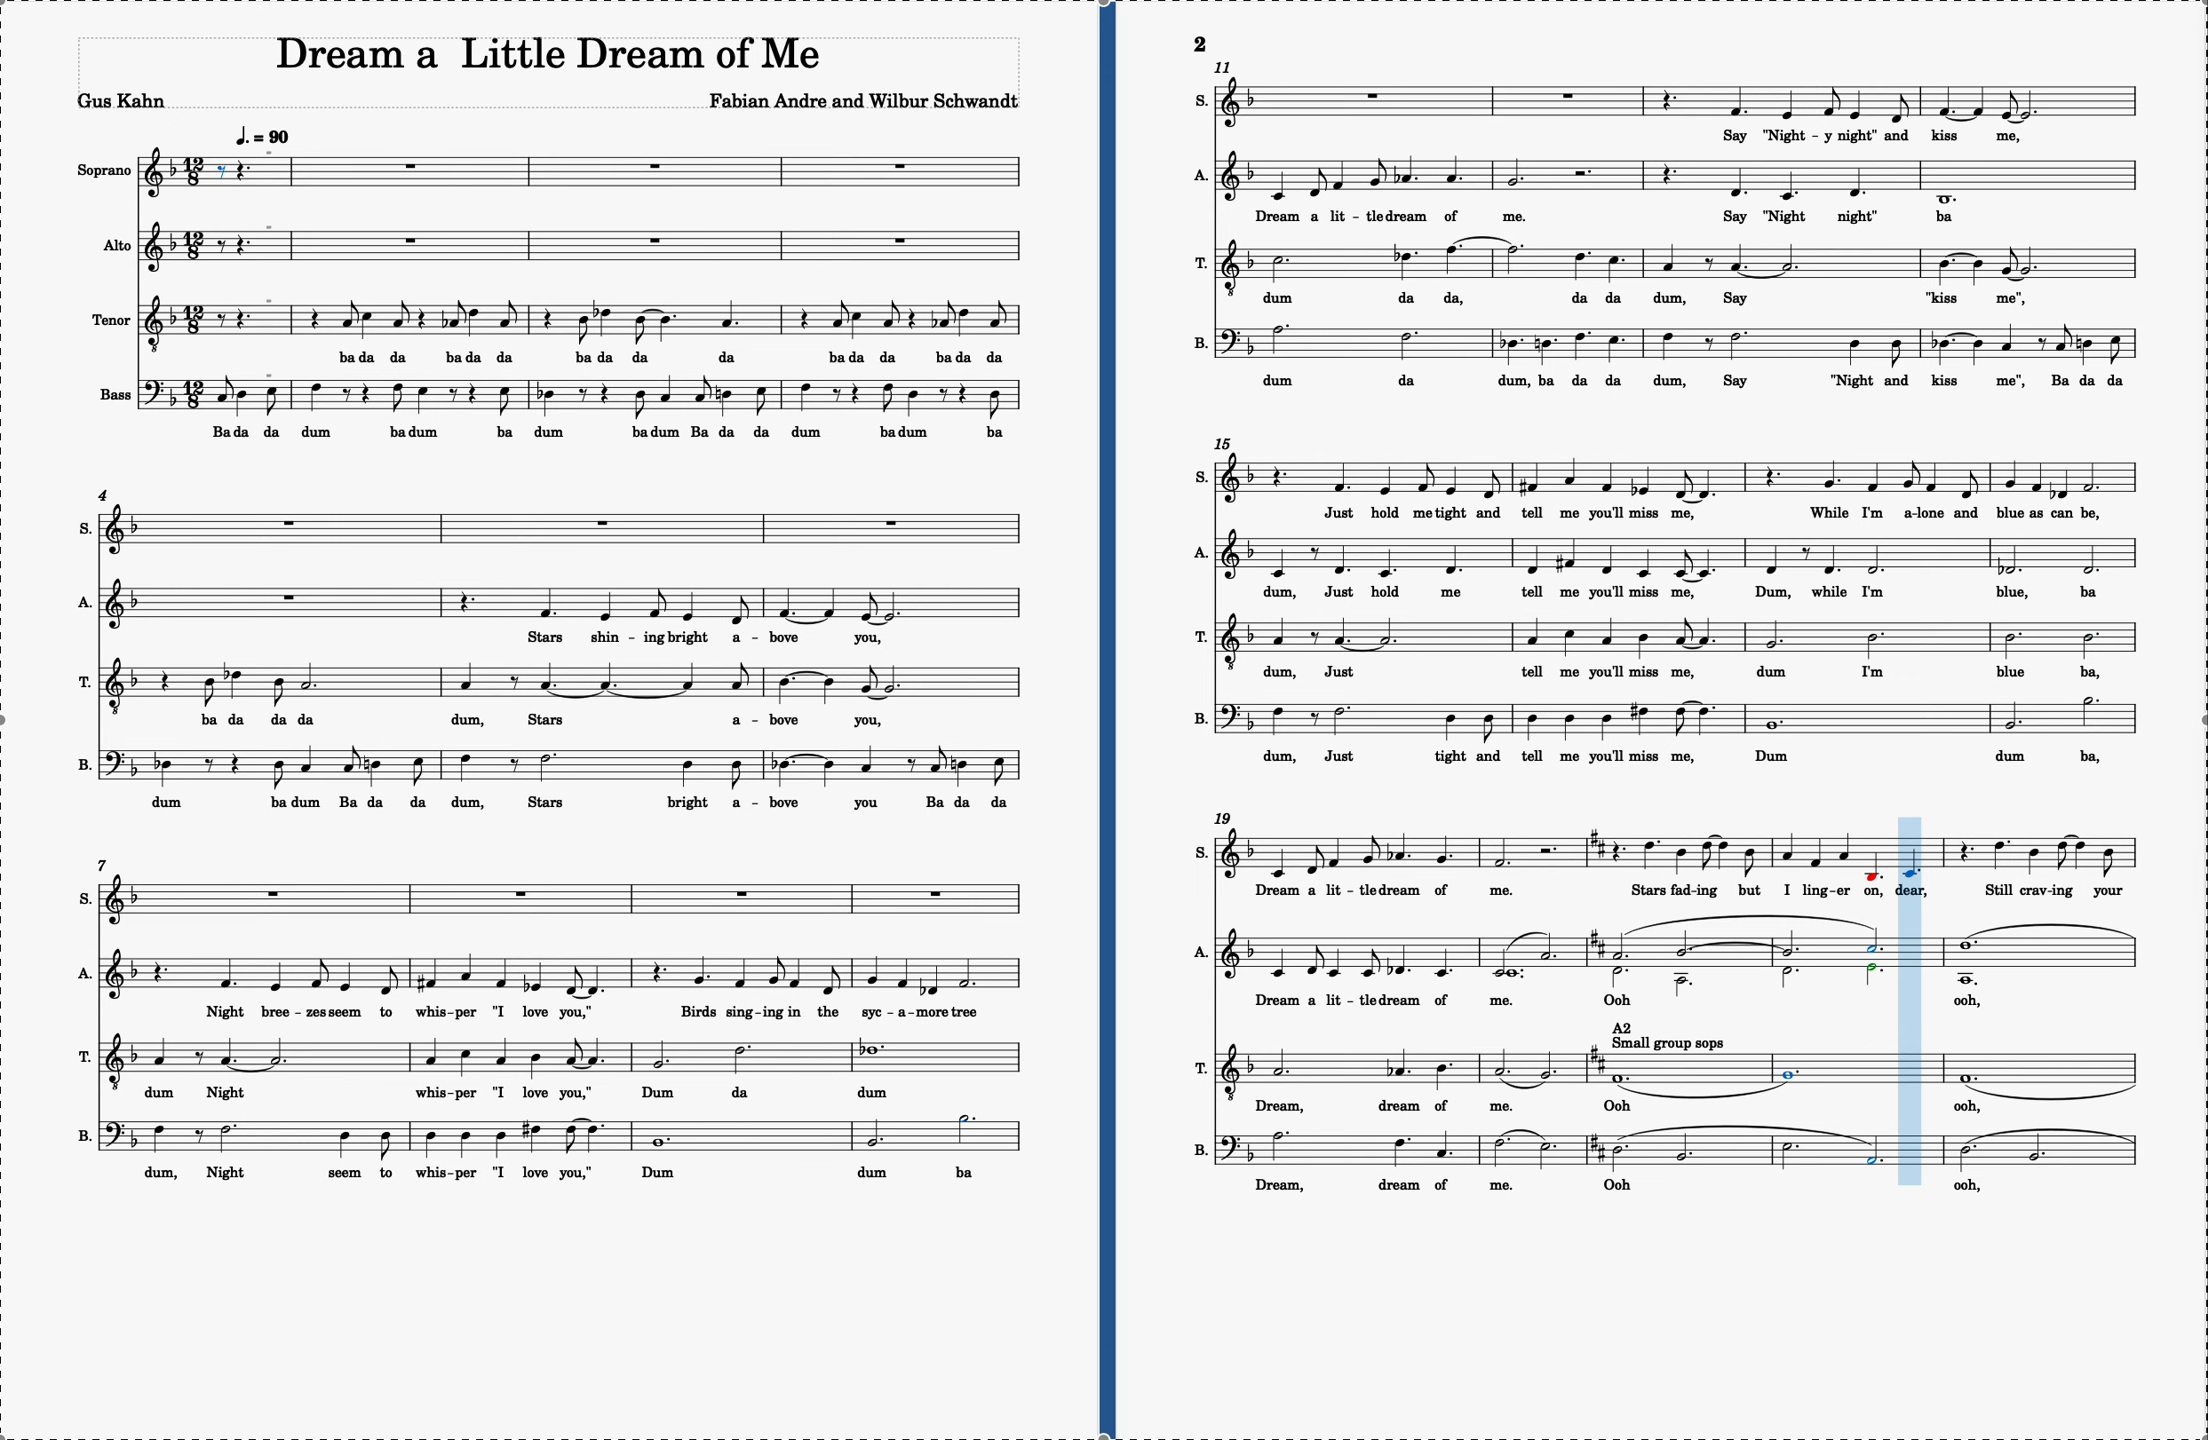 Dream a  Little Dream of Me
Gus Kahn
Fabian Andre and Wilbur Schwandt
♩. = 90
Soprano
Alto
Tenor
ba da da ba da da ba da da da ba da da ba da da
Bass
Ba da da dum ba dum ba dum ba dum Ba da da dum ba dum ba
4
S.
A.
Stars shin - ing bright a - bove you,
T.
ba da da da dum, Stars a - bove you,
B.
dum ba dum Ba da da dum, Stars bright a - bove you Ba da da
7
S.
A.
Night bree - zes seem to whis - per "I love you," Birds sing - ing in the syc - a - more tree
T.
dum Night whis - per "I love you," Dum da dum
B.
dum, Night seem to whis - per "I love you," Dum dum ba
2
11
S.
Say "Night - y night" and kiss me,
A.
Dream a lit - tle dream of me. Say "Night night" ba
T.
dum da da, da da dum, Say "kiss me",
B.
dum da dum, ba da da dum, Say "Night and kiss me", Ba da da
15
S.
Just hold me tight and tell me you'll miss me, While I'm a-lone and blue as can be,
A.
dum, Just hold me tell me you'll miss me, Dum, while I'm blue, ba
T.
dum, Just tell me you'll miss me, dum I'm blue ba,
B.
dum, Just tight and tell me you'll miss me, Dum dum ba,
19
S.
Dream a lit - tle dream of me. Stars fad-ing but I ling-er on, dear, Still crav-ing your
A.
Dream a lit - tle dream of me. Ooh ooh,
A2
Small group sops
T.
Dream, dream of me. Ooh ooh,
B.
Dream, dream of me. Ooh ooh,